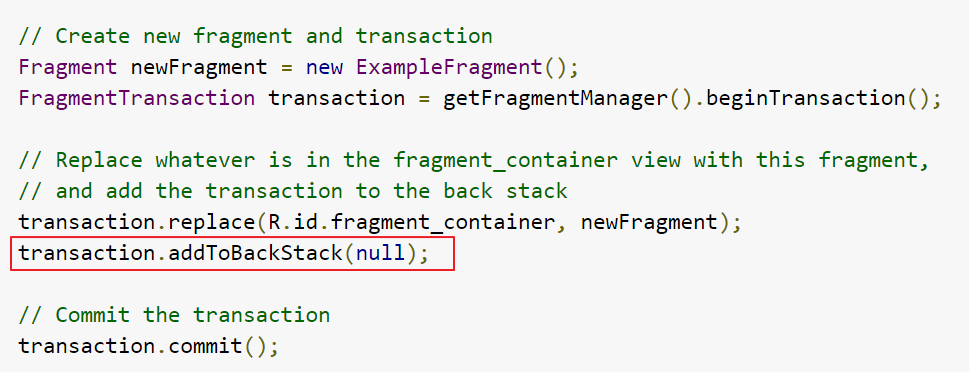 // Create new fragment and transaction
Fragment newFragment = new ExampleFragment();
FragmentTransaction transaction = getFragmentManager().beginTransaction();
// Replace whatever is in the fragment_container view with this fragment,
// and add the transaction to the back stack
transaction.replace(R.id.fragment_container, newFragment);
transaction.addToBackStack(null);
// Commit the transaction
transaction.commit();